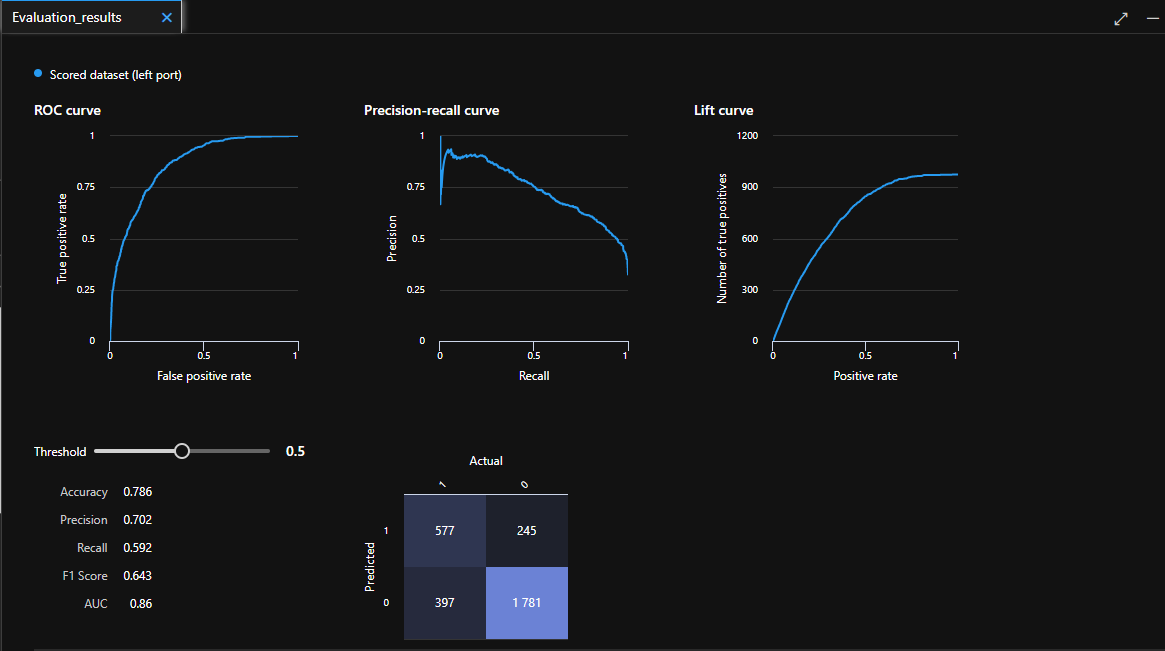 Evaluation_results
Scored dataset (left port)
ROC curve
1
0.75
0.5
0.25
0
0
0.5
1
True positive rate
False positive rate
Precision-recall curve
1
0.75
0.5
0.25
0
0
0.5
1
Precision
Recall
Lift curve
1200
900
600
300
0
0
0.5
1
Number of true positives
Positive rate
Threshold 0.5
Accuracy 0.786
Precision 0.702
Recall 0.592
F1 Score 0.643
AUC 0.86
Actual
1 0
Predicted
1 577 245
0 397 1 781